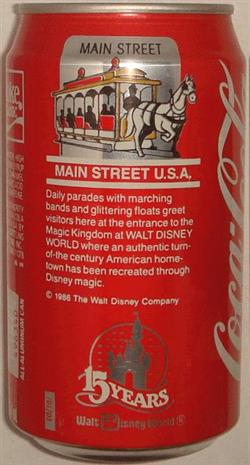 MAIN STREET
MAIN STREET U.S.A.
Daily parades with marching
bands and glittering floats greet
visitors here at the entrance to the
Magic Kingdom at WALT DISNEY
WORLD where an authentic turn-
of-the century American home-
town has been recreated through
Disney magic.
© 1986 The Walt Disney Company
15 YEARS
Walt Disney World ®
Coca-Col
ALL-ALUMINUM CAN